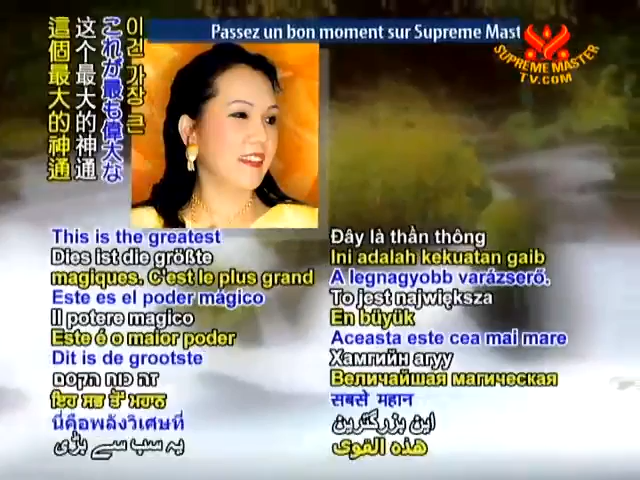 Passez un bon moment sur Supreme Mast
SUPREME MASTER
TV.COM
이건 가장 큰
これが最も偉大な
这个最大的神通
這個最大的神通
This is the greatest
Dies ist die größte
magiques. C'est le plus grand
Este es el poder mágico
Il potere magico
Este é o maior poder
Dit is de grootste
זה כוח הקסם
ਇਹ ਸਭ ਤੋਂ ਮਹਾਨ
นี่คือพลังวิเศษที่
یہ سب سے بڑی
Đây là thần thông
Ini adalah kekuatan gaib
A legnagyobb varázserő.
To jest największa
En büyük
Aceasta este cea mai mare
Хамгийн агуу
Величайшая магическая
सबसे महान
این بزرگترین
هذه القوى